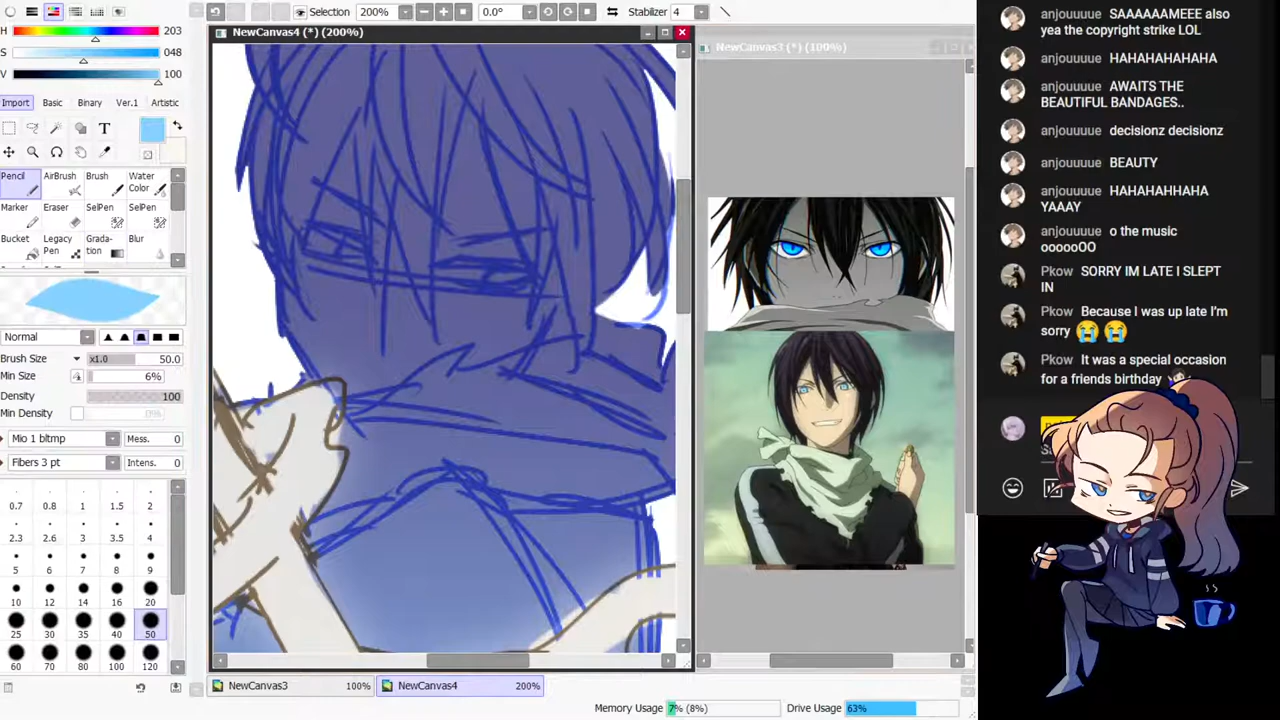 Selection
200%
0.0°
Stabilizer
4
H
203
S
048
V
100
Import
Basic
Binary
Ver.1
Artistic
T
Pencil
AirBrush
Brush
Water
Color
Marker
Eraser
SelPen
SelPen
Bucket
Legacy
Pen
Grada-
tion
Blur
Normal
Brush Size
x1.0
50.0
Min Size
6%
Density
100
Min Density
0%
Mio 1 bltmp
Mess.
0
Fibers 3 pt
Intens.
0
0.7
0.8
1
1.5
2
2.3
2.6
3
3.5
4
5
6
7
8
9
10
12
14
16
20
25
30
35
40
50
60
70
80
100
120
NewCanvas4 (*) (200%)
NewCanvas3 (*) (100%)
NewCanvas3
100%
NewCanvas4
200%
Memory Usage
7% (8%)
Drive Usage
63%
anjouuuue SAAAAAAMEEE also
yea the copyright strike LOL
anjouuuue HAHAHAHAHAHA
anjouuuue AWAITS THE
BEAUTIFUL BANDAGES..
anjouuuue decisionz decisionz
anjouuuue BEAUTY
anjouuuue HAHAHAHHAHA
YAAAY
anjouuuue o the music
oooooOO
Pkow SORRY IM LATE I SLEPT
IN
Pkow Because I was up late I'm
sorry 😭 😭
Pkow It was a special occasion
for a friends birthday